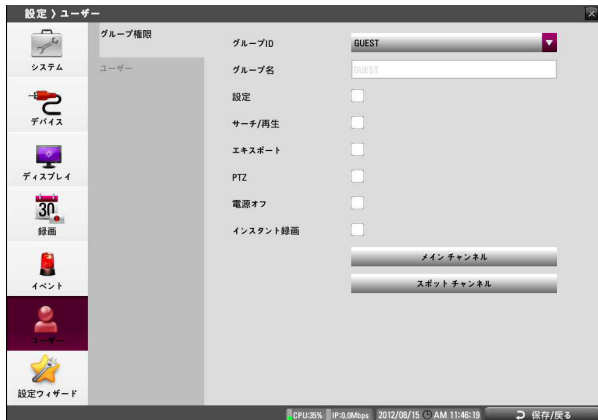 設定 〉ユーザー
システム
デバイス
ディスプレイ
30
録画
イベント
ユーザー
設定ウィザード
グループ権限
ユーザー
グループID GUEST
グループ名 GUEST
設定
サーチ/再生
エキスポート
PTZ
電源オフ
インスタント録画
メイン チャンネル
スポット チャンネル
CPU:35% IP:0.0Mbps 2012/08/15 AM 11:46:19 保存/戻る